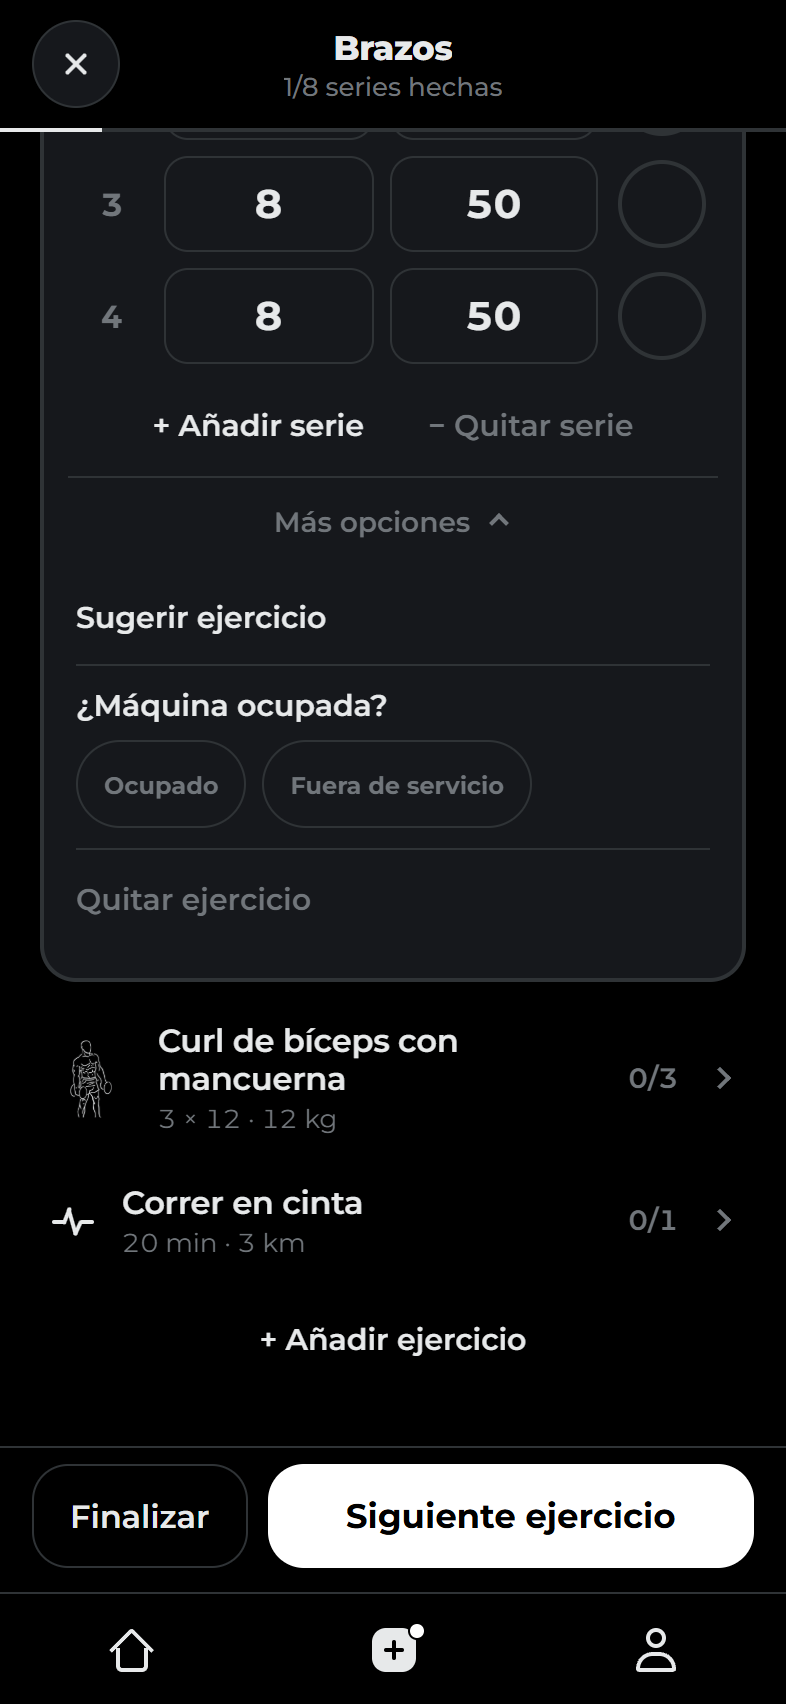 Brazos
1/8 series hechas
3 8 50
4 8 50
+ Añadir serie − Quitar serie
Más opciones
Sugerir ejercicio
¿Máquina ocupada?
Ocupado Fuera de servicio
Quitar ejercicio
Curl de bíceps con
mancuerna
3 × 12 · 12 kg
0/3
Correr en cinta
20 min · 3 km
0/1
+ Añadir ejercicio
Finalizar Siguiente ejercicio